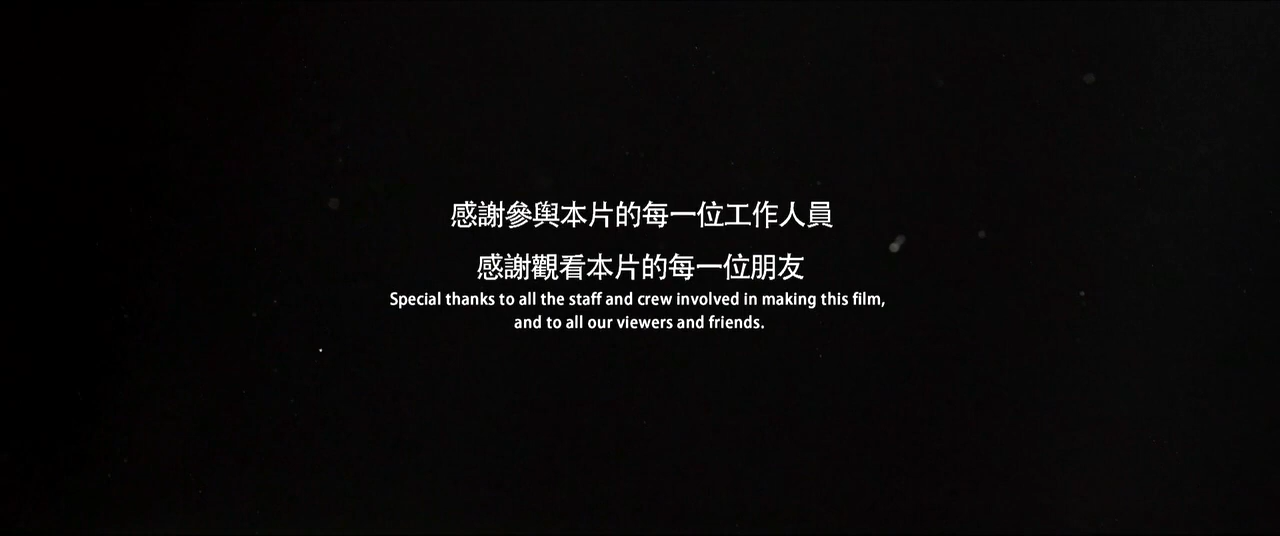 感謝參與本片的每一位工作人員
感謝觀看本片的每一位朋友
Special thanks to all the staff and crew involved in making this film,
and to all our viewers and friends.